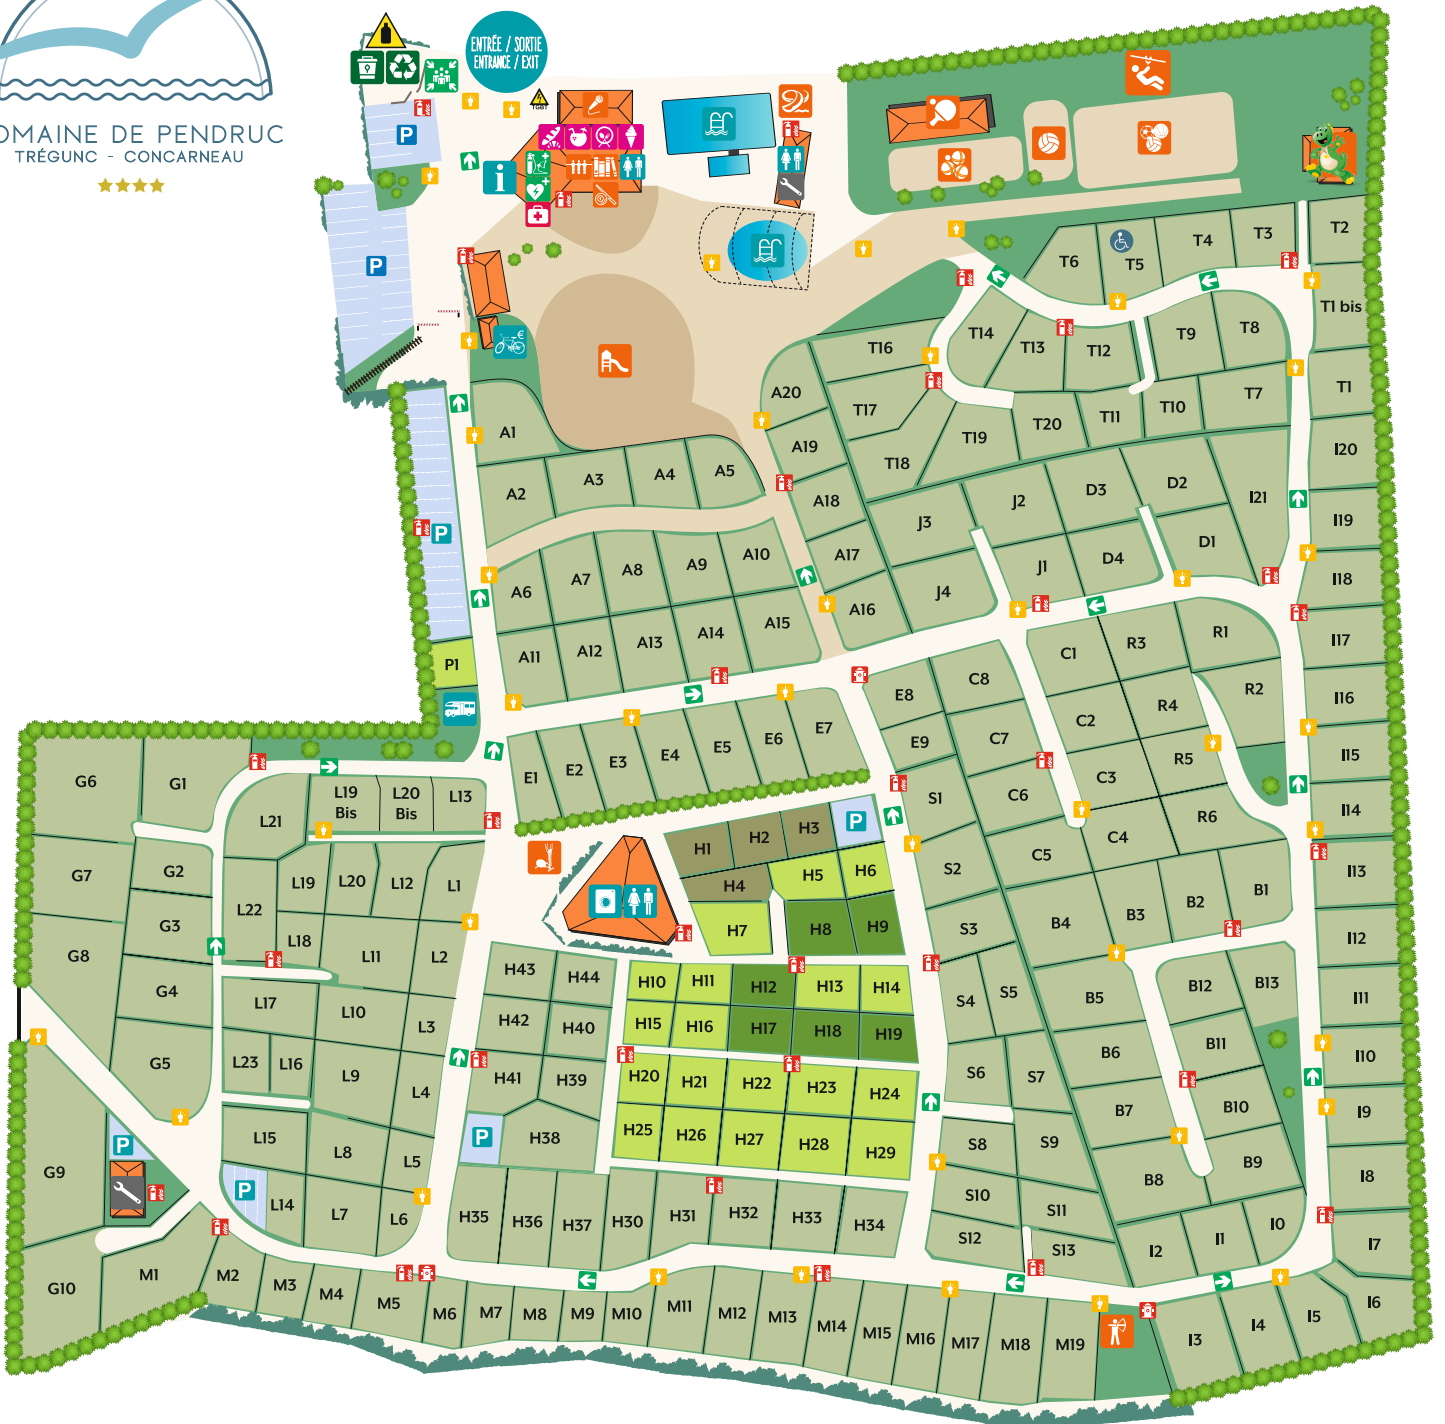 DOMAINE DE PENDRUC
TRÉGUNC - CONCARNEAU
ENTRÉE / SORTIE
ENTRANCE / EXIT
TGBT
i
€
P
P
P
P
P
P
P
P1
T2
T3
T4
T5
T6
T1 bis
T1
T7
T8
T9
T10
T11
T12
T13
T14
T16
T17
T18
T19
T20
A1
A2
A3
A4
A5
A6
A7
A8
A9
A10
A11
A12
A13
A14
A15
A16
A17
A18
A19
A20
J1
J2
J3
J4
D1
D2
D3
D4
I21
I20
I19
I18
I17
I16
I15
I14
I13
I12
I11
I10
I9
I8
I7
I6
I5
I4
I3
I2
I1
I0
R1
R2
R3
R4
R5
R6
C1
C2
C3
C4
C5
C6
C7
C8
E1
E2
E3
E4
E5
E6
E7
E8
E9
S1
S2
S3
S4
S5
S6
S7
S8
S9
S10
S11
S12
S13
B1
B2
B3
B4
B5
B6
B7
B8
B9
B10
B11
B12
B13
G1
G2
G3
G4
G5
G6
G7
G8
G9
G10
L19
Bis
L20
Bis
L13
L21
L19
L20
L12
L1
L22
L18
L11
L2
L17
L10
L3
L23
L16
L9
L4
L15
L8
L5
L14
L7
L6
H1
H2
H3
H4
H5
H6
H7
H8
H9
H10
H11
H12
H13
H14
H15
H16
H17
H18
H19
H20
H21
H22
H23
H24
H25
H26
H27
H28
H29
H30
H31
H32
H33
H34
H35
H36
H37
H38
H39
H40
H41
H42
H43
H44
M1
M2
M3
M4
M5
M6
M7
M8
M9
M10
M11
M12
M13
M14
M15
M16
M17
M18
M19